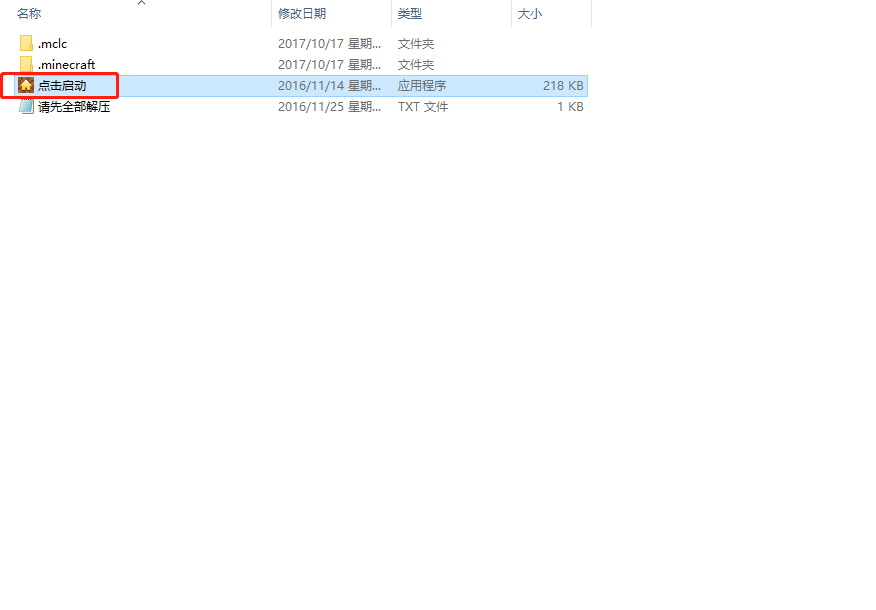 名称 修改日期 类型 大小
.mclc 2017/10/17 星期... 文件夹
.minecraft 2017/10/17 星期... 文件夹
点击启动 2016/11/14 星期... 应用程序 218 KB
请先全部解压 2016/11/25 星期... TXT 文件 1 KB